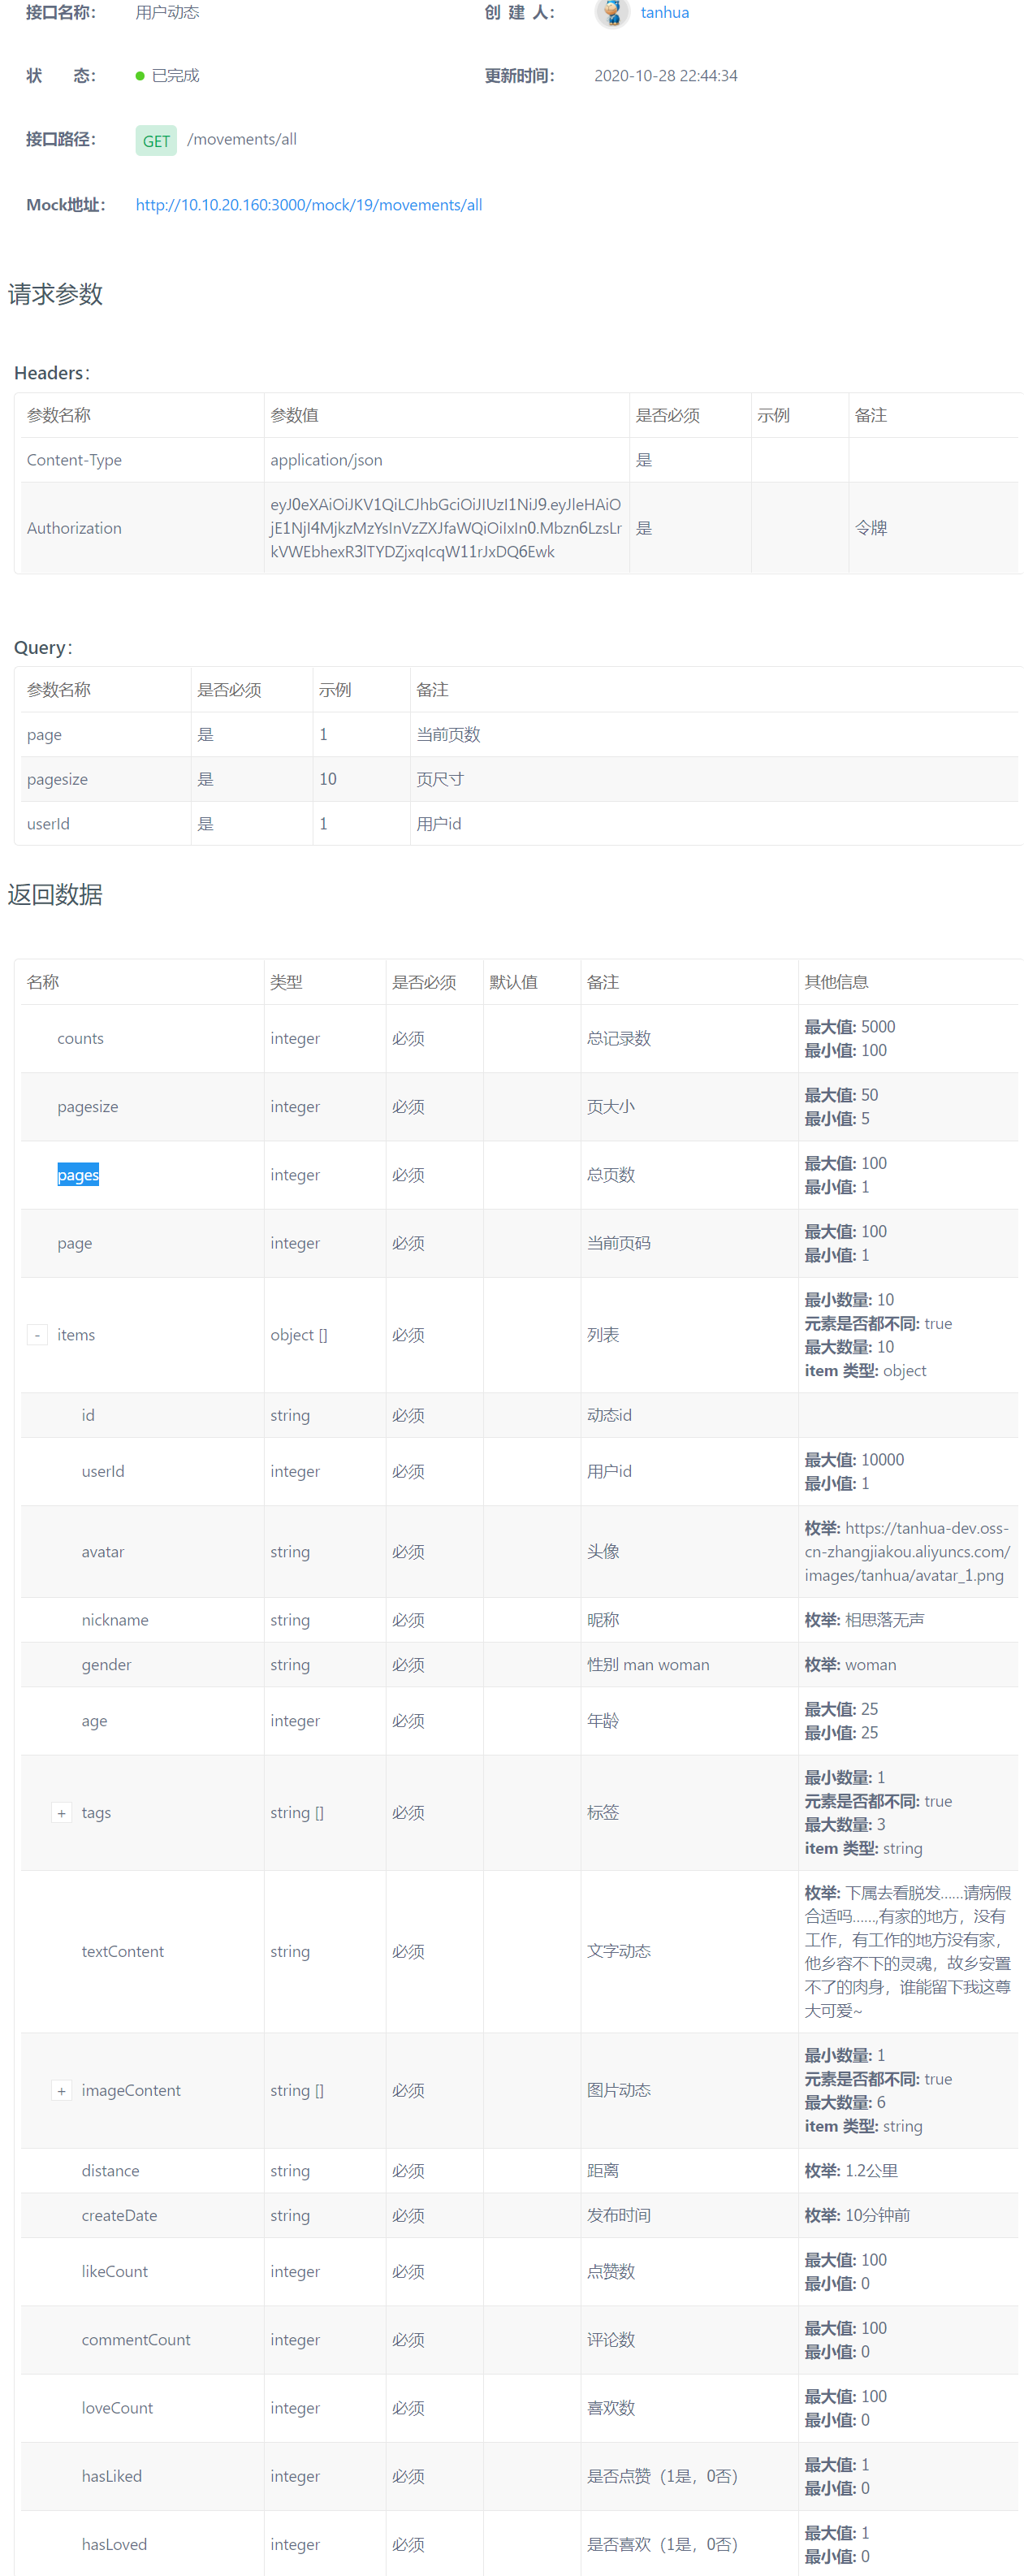 接口名称： 用户动态 创 建 人： tanhua
状 态： 已完成 更新时间： 2020-10-28 22:44:34
接口路径： GET /movements/all
Mock地址： http://10.10.20.160:3000/mock/19/movements/all
请求参数
Headers：
参数名称 参数值 是否必须 示例 备注
Content-Type application/json 是
Authorization eyJ0eXAiOiJKV1QiLCJhbGciOiJIUzI1NiJ9.eyJleHAiO 是 令牌
jE1NjI4MjkzMzYsInVzZXJfaWQiOiIxIn0.Mbzn6LzsLr
kVWEbhexR3lTYDZjxqIcqW11rJxDQ6Ewk
Query：
参数名称 是否必须 示例 备注
page 是 1 当前页数
pagesize 是 10 页尺寸
userId 是 1 用户id
返回数据
名称 类型 是否必须 默认值 备注 其他信息
counts integer 必须 总记录数 最大值: 5000
最小值: 100
pagesize integer 必须 页大小 最大值: 50
最小值: 5
pages integer 必须 总页数 最大值: 100
最小值: 1
page integer 必须 当前页码 最大值: 100
最小值: 1
- items object [] 必须 列表 最小数量: 10
元素是否都不同: true
最大数量: 10
item 类型: object
id string 必须 动态id
userId integer 必须 用户id 最大值: 10000
最小值: 1
avatar string 必须 头像 枚举: https://tanhua-dev.oss-
cn-zhangjiakou.aliyuncs.com/
images/tanhua/avatar_1.png
nickname string 必须 昵称 枚举: 相思落无声
gender string 必须 性别 man woman 枚举: woman
age integer 必须 年龄 最大值: 25
最小值: 25
+ tags string [] 必须 标签 最小数量: 1
元素是否都不同: true
最大数量: 3
item 类型: string
textContent string 必须 文字动态 枚举: 下属去看脱发……请病假
合适吗……,有家的地方，没有
工作，有工作的地方没有家，
他乡容不下的灵魂，故乡安置
不了的肉身，谁能留下我这尊
大可爱~
+ imageContent string [] 必须 图片动态 最小数量: 1
元素是否都不同: true
最大数量: 6
item 类型: string
distance string 必须 距离 枚举: 1.2公里
createDate string 必须 发布时间 枚举: 10分钟前
likeCount integer 必须 点赞数 最大值: 100
最小值: 0
commentCount integer 必须 评论数 最大值: 100
最小值: 0
loveCount integer 必须 喜欢数 最大值: 100
最小值: 0
hasLiked integer 必须 是否点赞（1是，0否） 最大值: 1
最小值: 0
hasLoved integer 必须 是否喜欢（1是，0否） 最大值: 1
最小值: 0